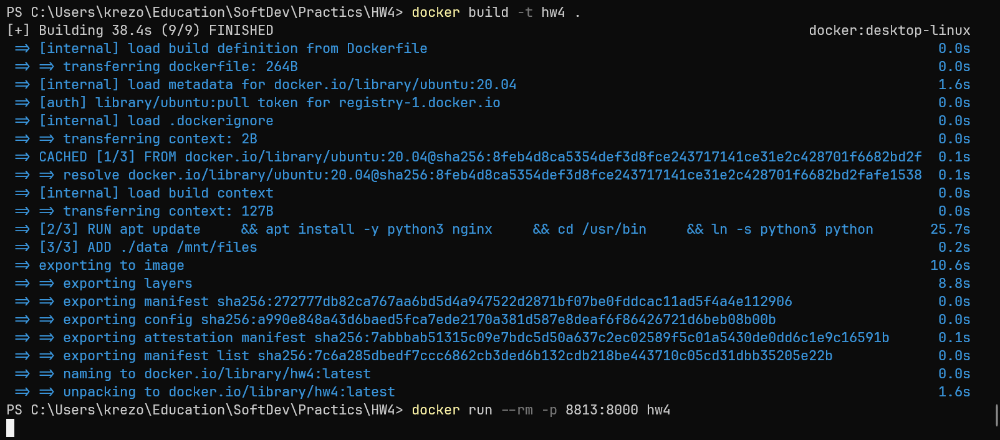 PS C:\Users\krezo\Education\SoftDev\Practics\HW4> docker build -t hw4 .
[+] Building 38.4s (9/9) FINISHED docker:desktop-linux
=> [internal] load build definition from Dockerfile 0.0s
=> => transferring dockerfile: 264B 0.0s
=> [internal] load metadata for docker.io/library/ubuntu:20.04 1.6s
=> [auth] library/ubuntu:pull token for registry-1.docker.io 0.0s
=> [internal] load .dockerignore 0.0s
=> => transferring context: 2B 0.0s
=> CACHED [1/3] FROM docker.io/library/ubuntu:20.04@sha256:8feb4d8ca5354def3d8fce243717141ce31e2c428701f6682bd2f 0.1s
=> => resolve docker.io/library/ubuntu:20.04@sha256:8feb4d8ca5354def3d8fce243717141ce31e2c428701f6682bd2fafe1538 0.1s
=> [internal] load build context 0.0s
=> => transferring context: 127B 0.0s
=> [2/3] RUN apt update && apt install -y python3 nginx && cd /usr/bin && ln -s python3 python 25.7s
=> [3/3] ADD ./data /mnt/files 0.2s
=> exporting to image 10.6s
=> => exporting layers 8.8s
=> => exporting manifest sha256:272777db82ca767aa6bd5d4a947522d2871bf07be0fddcac11ad5f4a4e112906 0.0s
=> => exporting config sha256:a990e848a43d6baed5fca7ede2170a381d587e8deaf6f86426721d6beb08b00b 0.0s
=> => exporting attestation manifest sha256:7abbbab51315c09e7bdc5d50a637c2ec02589f5c01a5430de0dd6c1e9c16591b 0.1s
=> => exporting manifest list sha256:7c6a285dbedf7ccc6862cb3ded6b132cdb218be443710c05cd31dbb35205e22b 0.0s
=> => naming to docker.io/library/hw4:latest 0.0s
=> => unpacking to docker.io/library/hw4:latest 1.6s
PS C:\Users\krezo\Education\SoftDev\Practics\HW4> docker run --rm -p 8813:8000 hw4